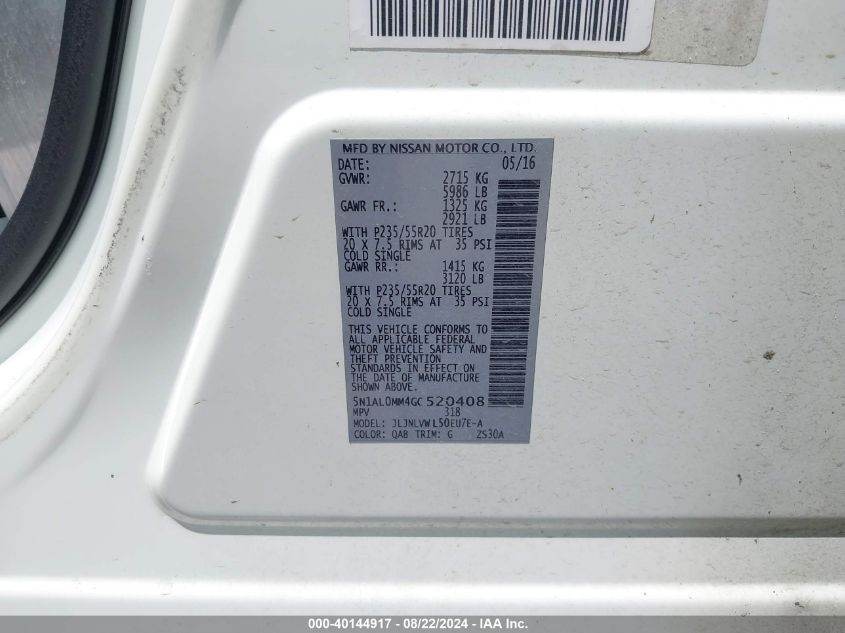 MFD BY NISSAN MOTOR CO., LTD.
DATE: 05/16
GVWR: 2715 KG
5986 LB
GAWR FR.: 1325 KG
2921 LB
WITH P235/55R20 TIRES
20 X 7.5 RIMS AT 35 PSI
COLD SINGLE
GAWR RR.: 1415 KG
3120 LB
WITH P235/55R20 TIRES
20 X 7.5 RIMS AT 35 PSI
COLD SINGLE
THIS VEHICLE CONFORMS TO
ALL APPLICABLE FEDERAL
MOTOR VEHICLE SAFETY AND
THEFT PREVENTION
STANDARDS IN EFFECT ON
THE DATE OF MANUFACTURE
SHOWN ABOVE.
5N1AL0MM4GC520408
MPV 318
MODEL: JLJNLVWL50EU7E-A
COLOR: QAB TRIM: G ZS30A
000-40144917 - 08/22/2024 - IAA Inc.